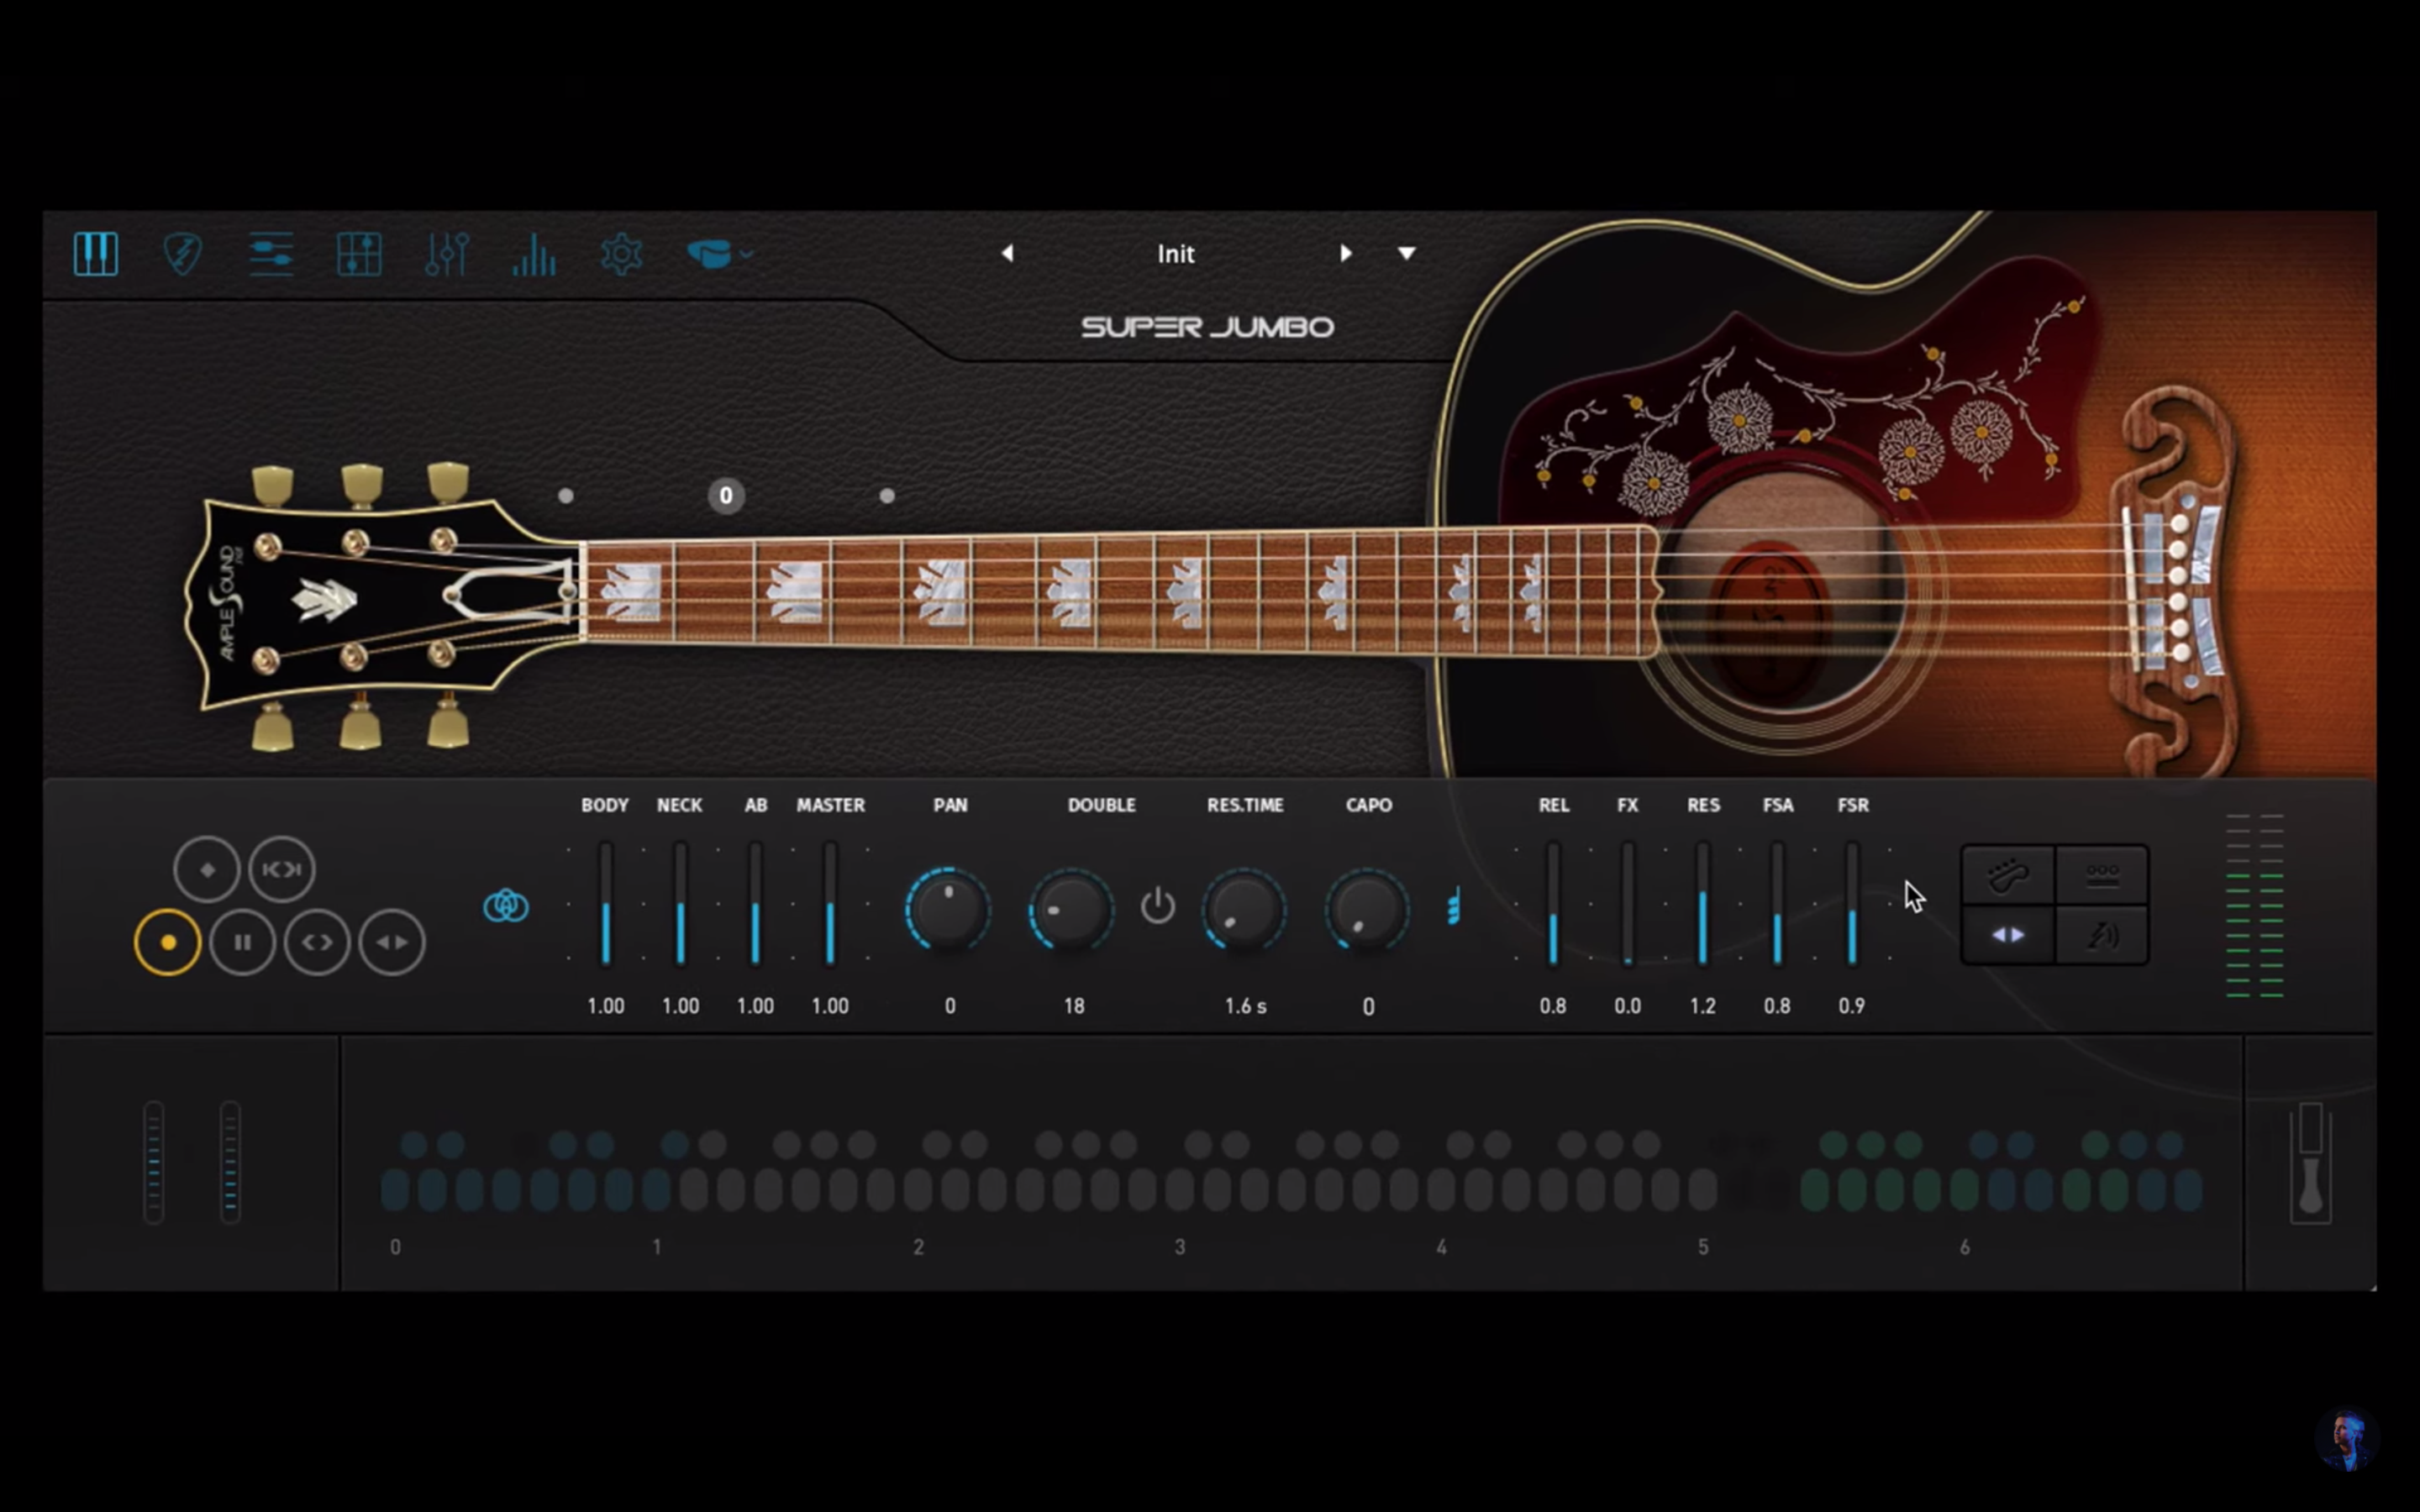 Init
SUPER JUMBO
0
AMPLE SOUND
BODY NECK AB MASTER PAN DOUBLE RES.TIME CAPO REL FX RES FSA FSR
1.00 1.00 1.00 1.00 0 18 1.6 s 0 0.8 0.0 1.2 0.8 0.9
0 1 2 3 4 5 6